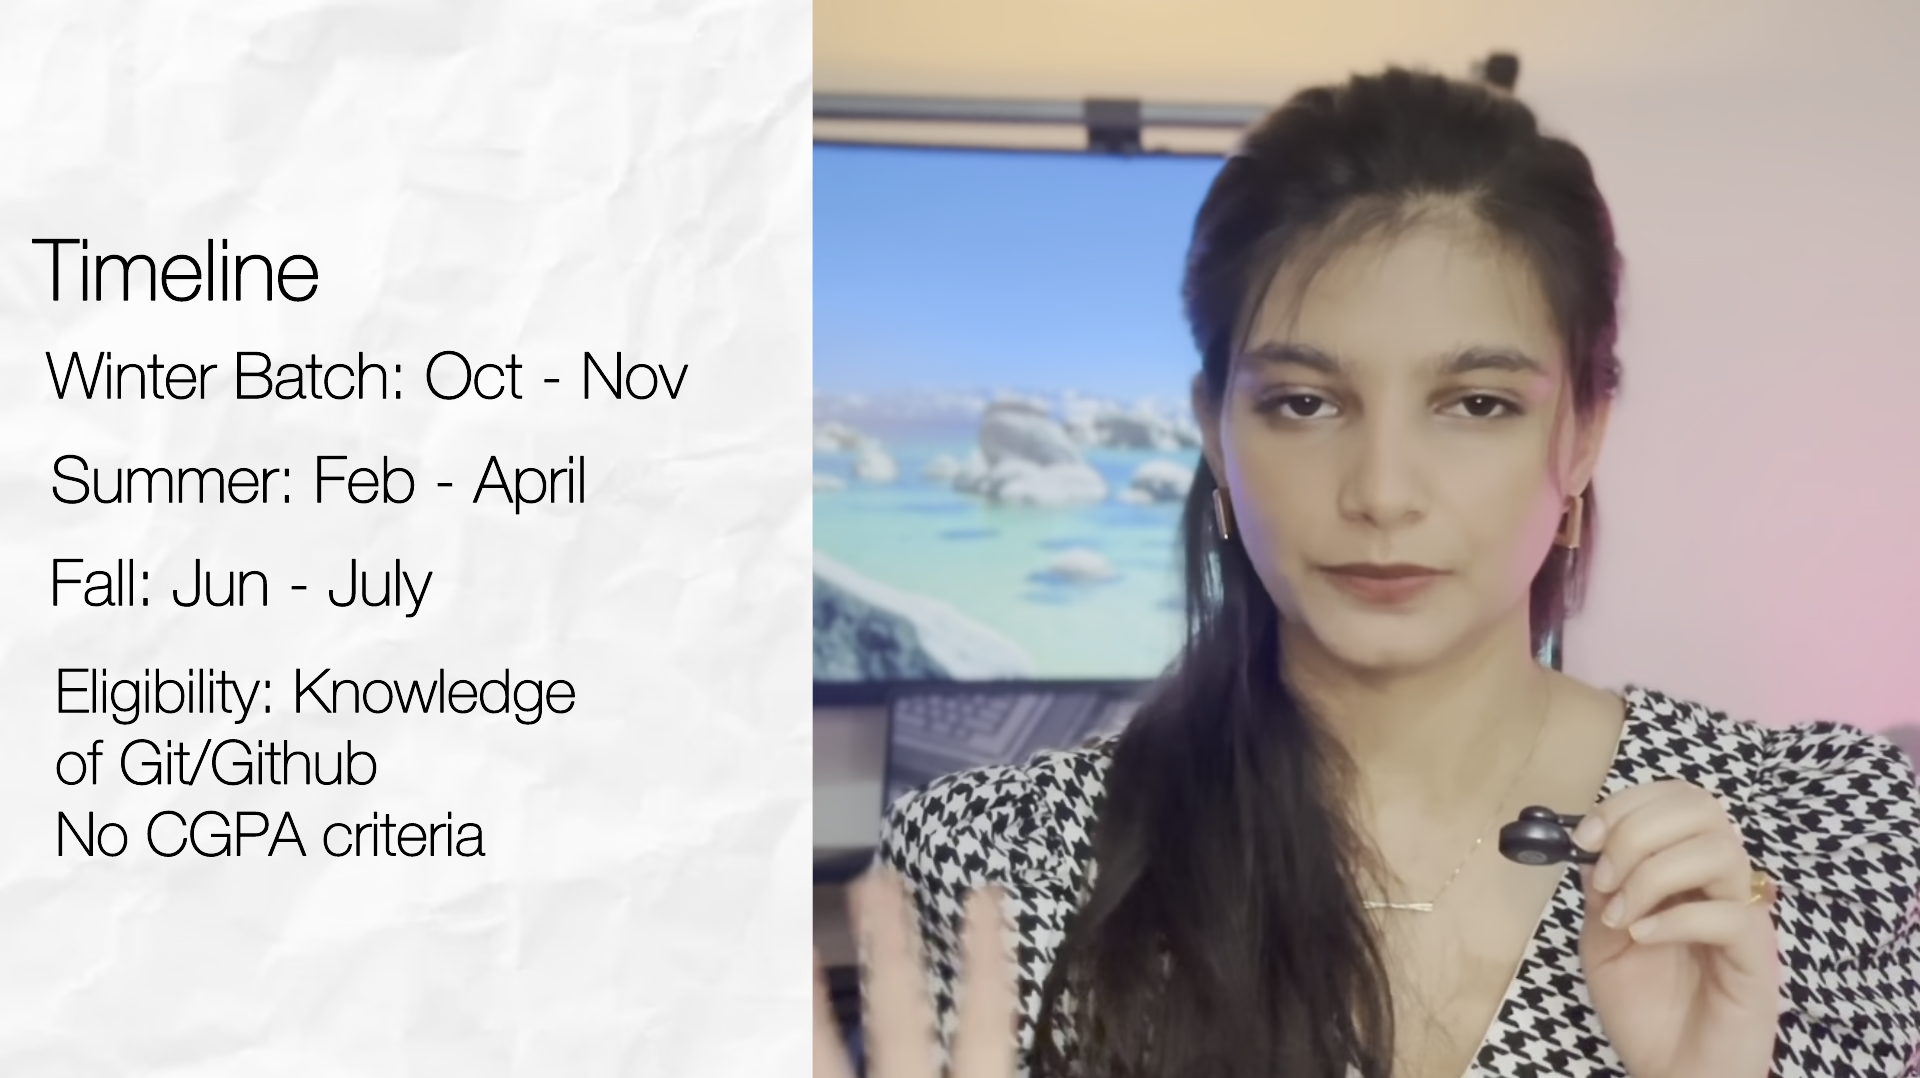 Timeline
Winter Batch: Oct - Nov
Summer: Feb - April
Fall: Jun - July
Eligibility: Knowledge
of Git/Github
No CGPA criteria